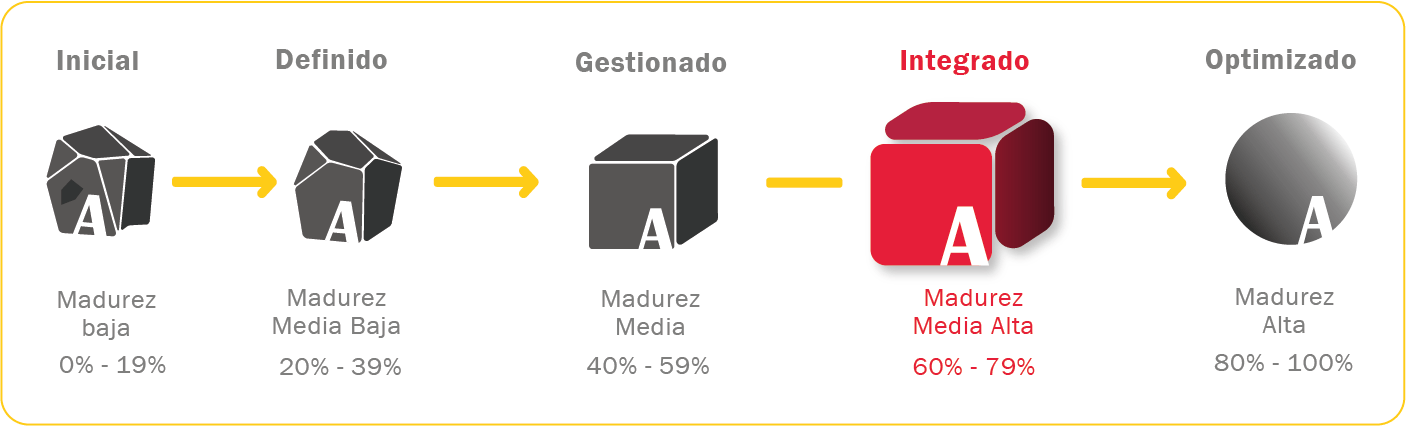 Inicial
Definido
Gestionado
Integrado
Optimizado
A
A
A
A
A
Madurez
baja
0% - 19%
Madurez
Media Baja
20% - 39%
Madurez
Media
40% - 59%
Madurez
Media Alta
60% - 79%
Madurez
Alta
80% - 100%